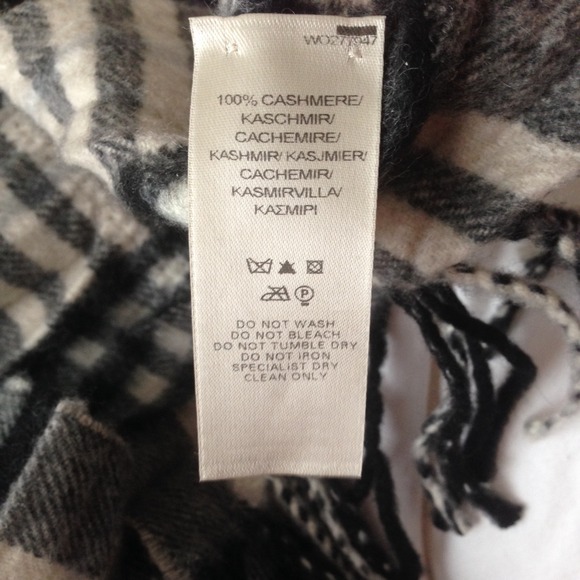 100% CASHMERE/
KASCHMIR/
CACHEMIRE/
KASHMIR/ KASJMIER/
CACHEMIR/
KASMIRVILLA/
ΚΑΣΜΙΡΙ
P
DO NOT WASH
DO NOT BLEACH
DO NOT TUMBLE DRY
DO NOT IRON
SPECIALIST DRY
CLEAN ONLY